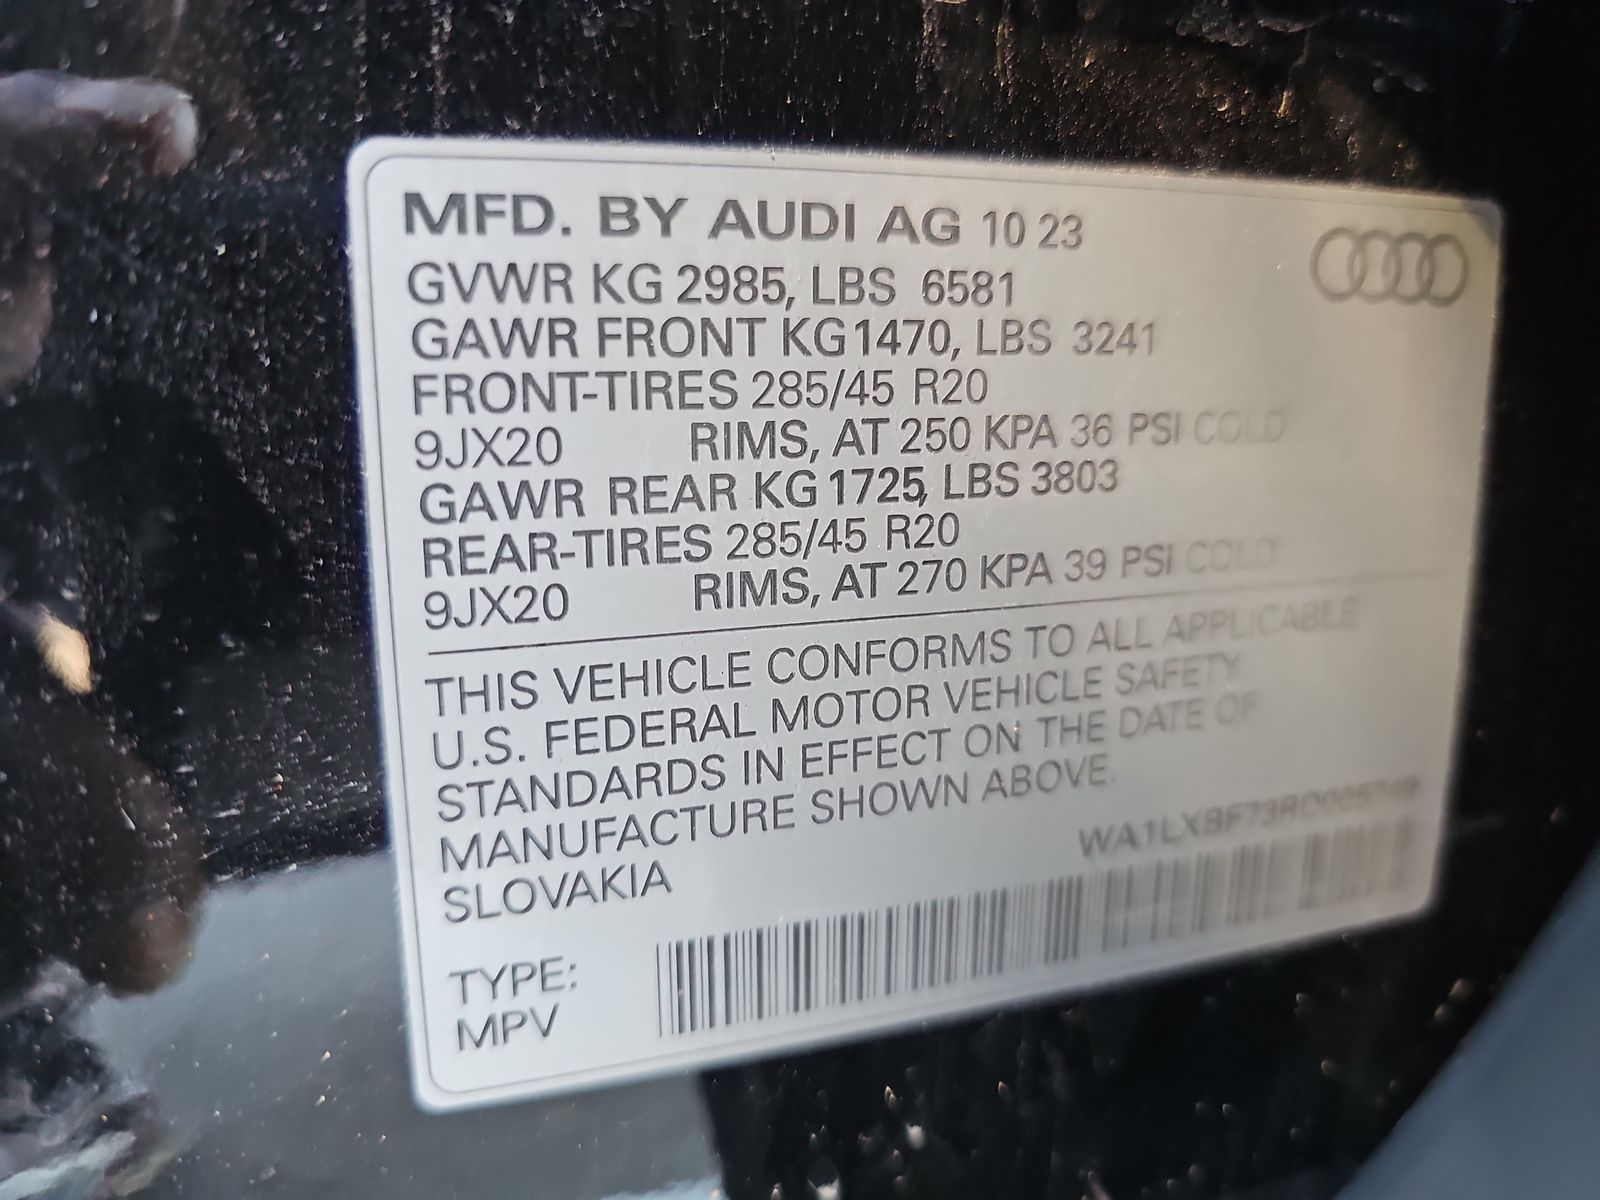 MFD. BY AUDI AG 10 23
GVWR KG 2985, LBS 6581
GAWR FRONT KG 1470, LBS 3241
FRONT-TIRES 285/45 R20
9JX20 RIMS, AT 250 KPA 36 PSI COLD
GAWR REAR KG 1725, LBS 3803
REAR-TIRES 285/45 R20
9JX20 RIMS, AT 270 KPA 39 PSI COLD
THIS VEHICLE CONFORMS TO ALL APPLICABLE
U.S. FEDERAL MOTOR VEHICLE SAFETY
STANDARDS IN EFFECT ON THE DATE OF
MANUFACTURE SHOWN ABOVE.
SLOVAKIA
TYPE:
MPV